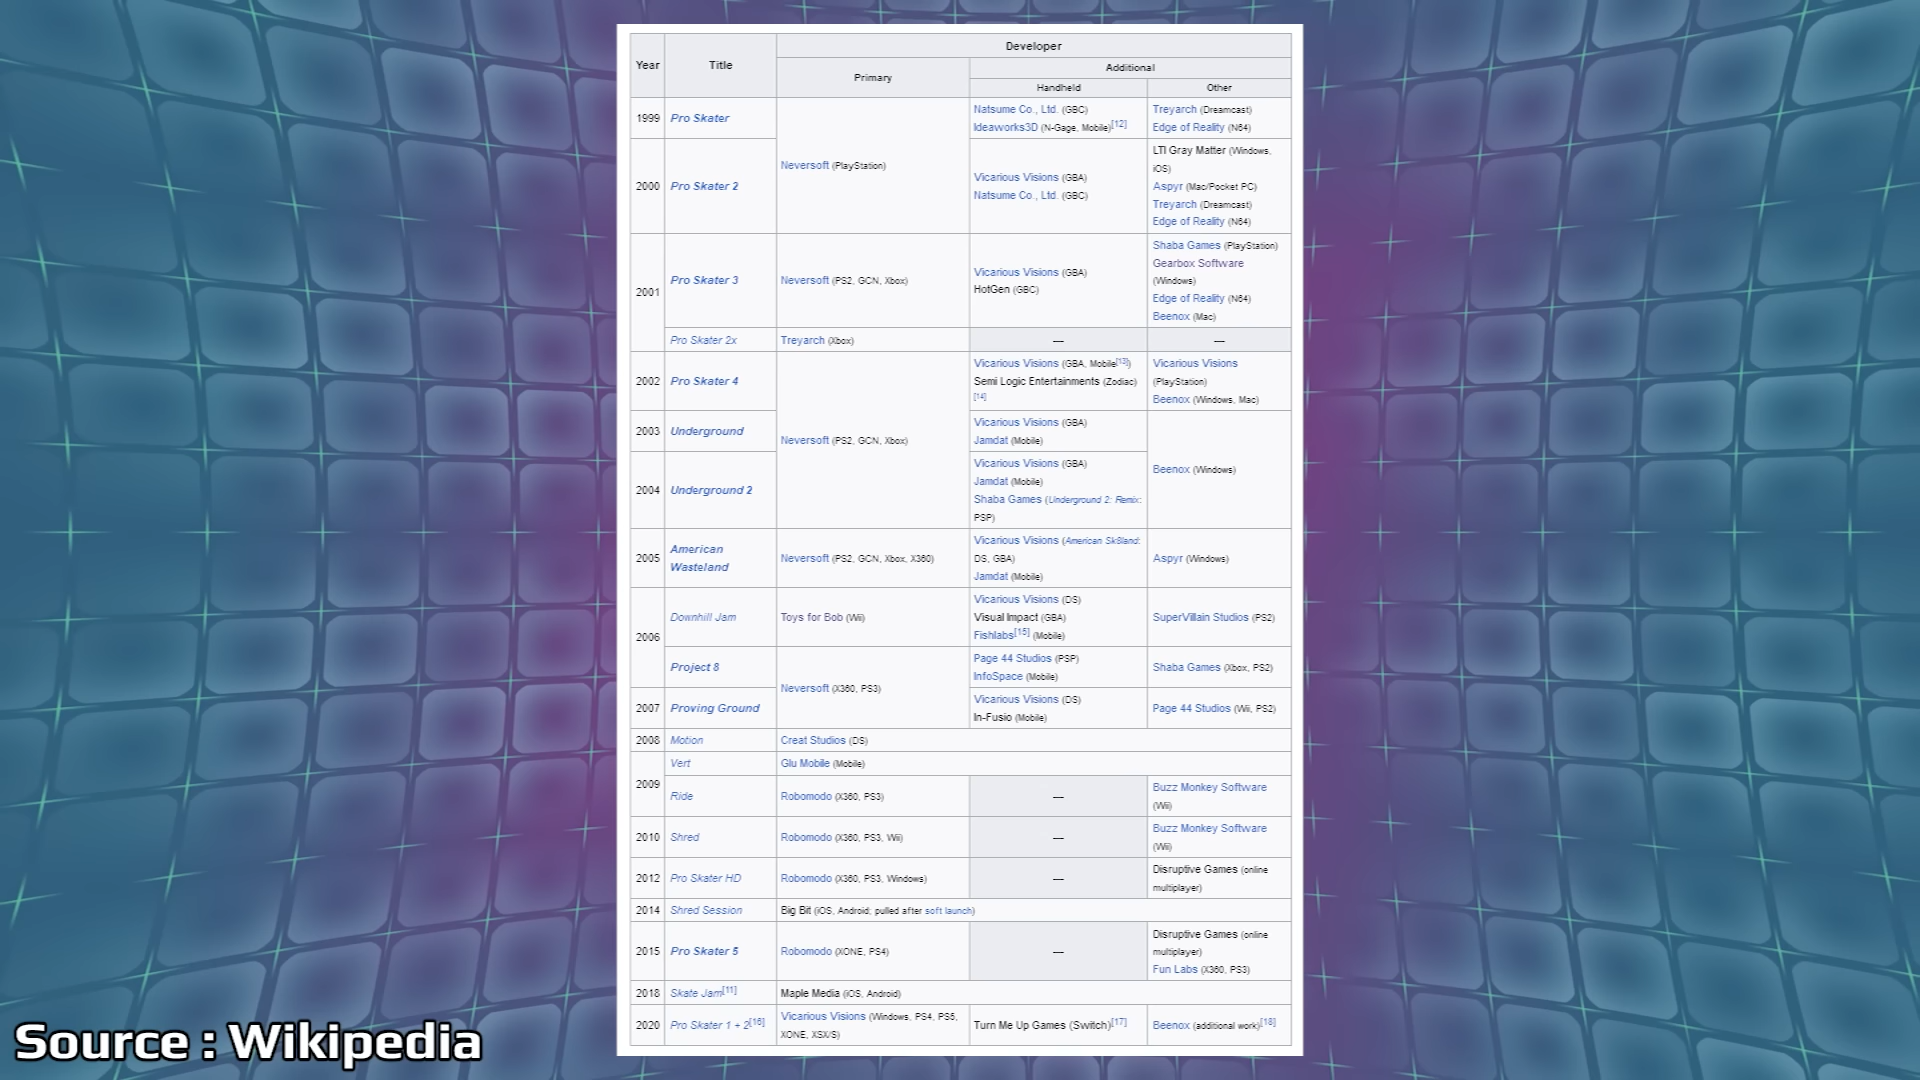 Developer
Year Title
Additional
Primary
Handheld Other
1999 Pro Skater
Natsume Co., Ltd. (GBC)
Ideaworks3D (N-Gage, Mobile)[12]
Treyarch (Dreamcast)
Edge of Reality (N64)
Neversoft (PlayStation)
2000 Pro Skater 2
Vicarious Visions (GBA)
Natsume Co., Ltd. (GBC)
LTI Gray Matter (Windows,
iOS)
Aspyr (Mac/Pocket PC)
Treyarch (Dreamcast)
Edge of Reality (N64)
2001 Pro Skater 3
Neversoft (PS2, GCN, Xbox)
Vicarious Visions (GBA)
HotGen (GBC)
Shaba Games (PlayStation)
Gearbox Software
(Windows)
Edge of Reality (N64)
Beenox (Mac)
Pro Skater 2x Treyarch (Xbox) — —
2002 Pro Skater 4
Neversoft (PS2, GCN, Xbox)
Vicarious Visions (GBA, Mobile[13])
Semi Logic Entertainments (Zodiac)
[14]
Vicarious Visions
(PlayStation)
Beenox (Windows, Mac)
2003 Underground
Vicarious Visions (GBA)
Jamdat (Mobile)
Beenox (Windows)
2004 Underground 2
Vicarious Visions (GBA)
Jamdat (Mobile)
Shaba Games (Underground 2: Remix:
PSP)
2005 American
Wasteland
Neversoft (PS2, GCN, Xbox, X360)
Vicarious Visions (American Sk8land:
DS, GBA)
Jamdat (Mobile)
Aspyr (Windows)
2006 Downhill Jam
Toys for Bob (Wii)
Vicarious Visions (DS)
Visual Impact (GBA)
Fishlabs[15] (Mobile)
SuperVillain Studios (PS2)
Project 8
Neversoft (X360, PS3)
Page 44 Studios (PSP)
InfoSpace (Mobile)
Shaba Games (Xbox, PS2)
2007 Proving Ground
Vicarious Visions (DS)
In-Fusio (Mobile)
Page 44 Studios (Wii, PS2)
2008 Motion Creat Studios (DS)
2009 Vert Glu Mobile (Mobile)
Ride Robomodo (X360, PS3) —
Buzz Monkey Software
(Wii)
2010 Shred Robomodo (X360, PS3, Wii) —
Buzz Monkey Software
(Wii)
2012 Pro Skater HD Robomodo (X360, PS3, Windows) —
Disruptive Games (online
multiplayer)
2014 Shred Session Big Bit (iOS, Android; pulled after soft launch)
2015 Pro Skater 5 Robomodo (XONE, PS4) —
Disruptive Games (online
multiplayer)
Fun Labs (X360, PS3)
2018 Skate Jam[11] Maple Media (iOS, Android)
2020 Pro Skater 1 + 2[16]
Vicarious Visions (Windows, PS4, PS5,
XONE, XSX/S)
Turn Me Up Games (Switch)[17]
Beenox (additional work)[18]
Source : Wikipedia